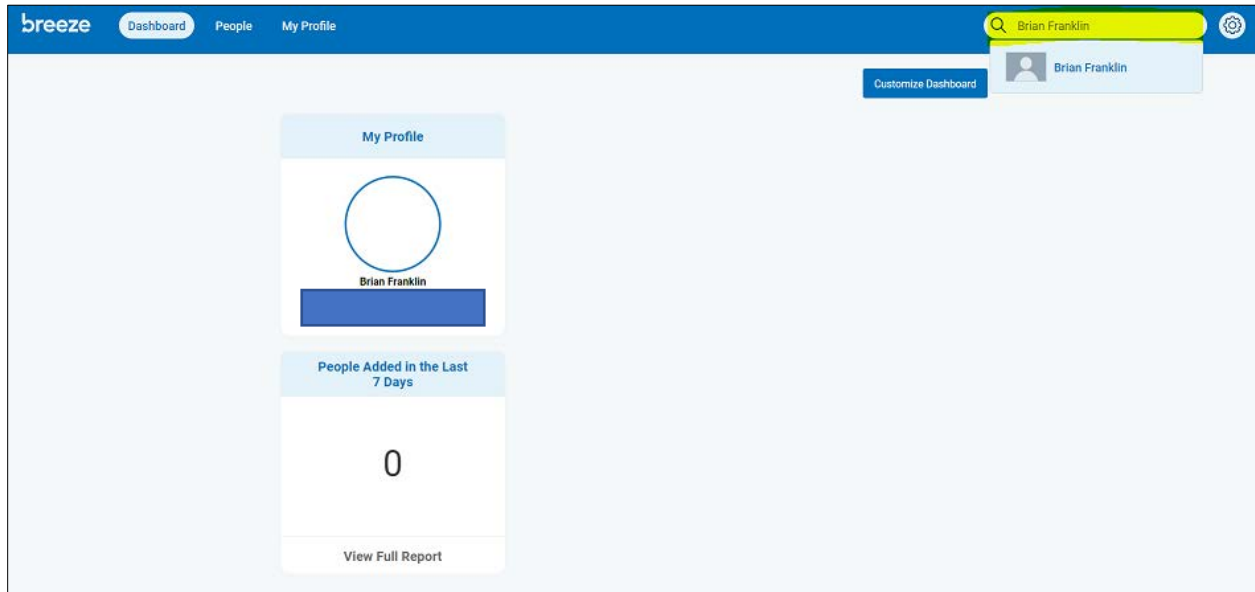 breeze
Dashboard
People
My Profile
Brian Franklin
Brian Franklin
Customize Dashboard
My Profile
Brian Franklin
People Added in the Last
7 Days
0
View Full Report